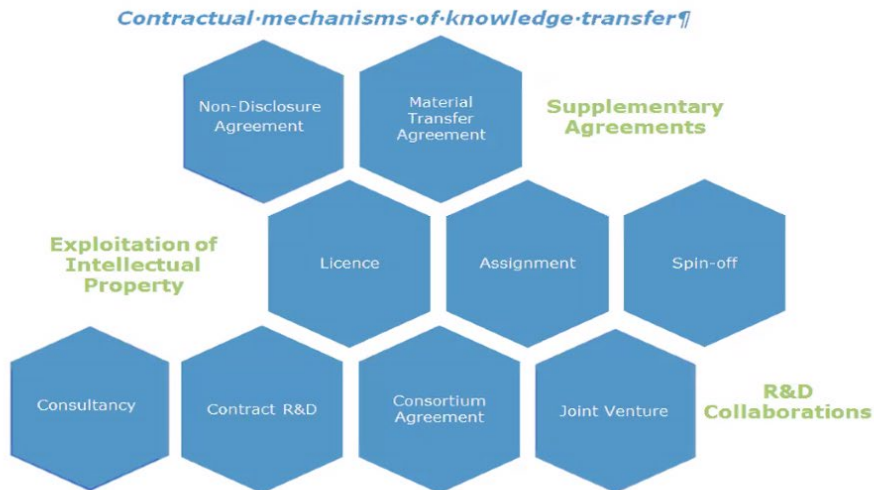 Contractual·mechanisms·of·knowledge·transfer¶
Non-Disclosure
Agreement
Material
Transfer
Agreement
Supplementary
Agreements
Exploitation of
Intellectual
Property
Licence
Assignment
Spin-off
Consultancy
Contract R&D
Consortium
Agreement
Joint Venture
R&D
Collaborations